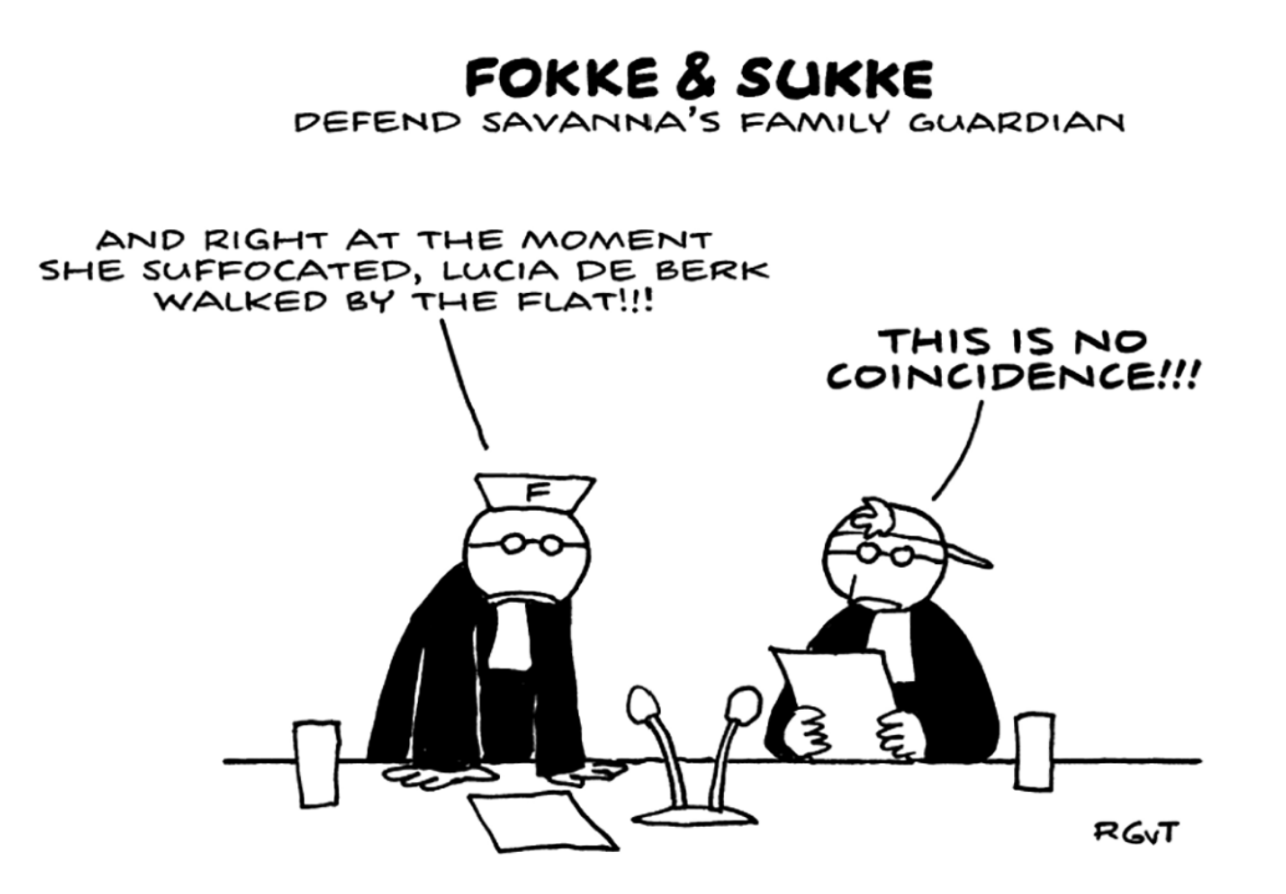 FOKKE & SUKKE
DEFEND SAVANNA'S FAMILY GUARDIAN
AND RIGHT AT THE MOMENT
SHE SUFFOCATED, LUCIA DE BERK
WALKED BY THE FLAT!!!
THIS IS NO
COINCIDENCE!!!
F
RGvT